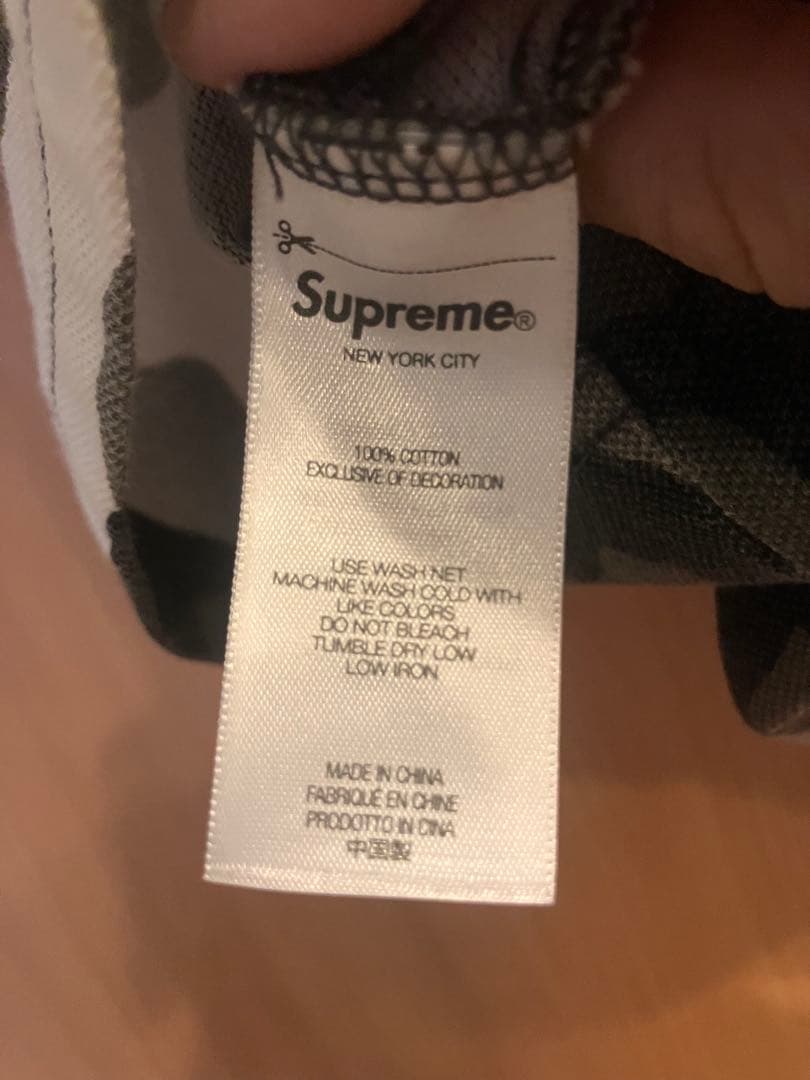 Supreme®
NEW YORK CITY
100% COTTON
EXCLUSIVE OF DECORATION
USE WASH NET
MACHINE WASH COLD WITH
LIKE COLORS
DO NOT BLEACH
TUMBLE DRY LOW
LOW IRON
MADE IN CHINA
FABRIQUÉ EN CHINE
PRODOTTO IN CINA
中国製